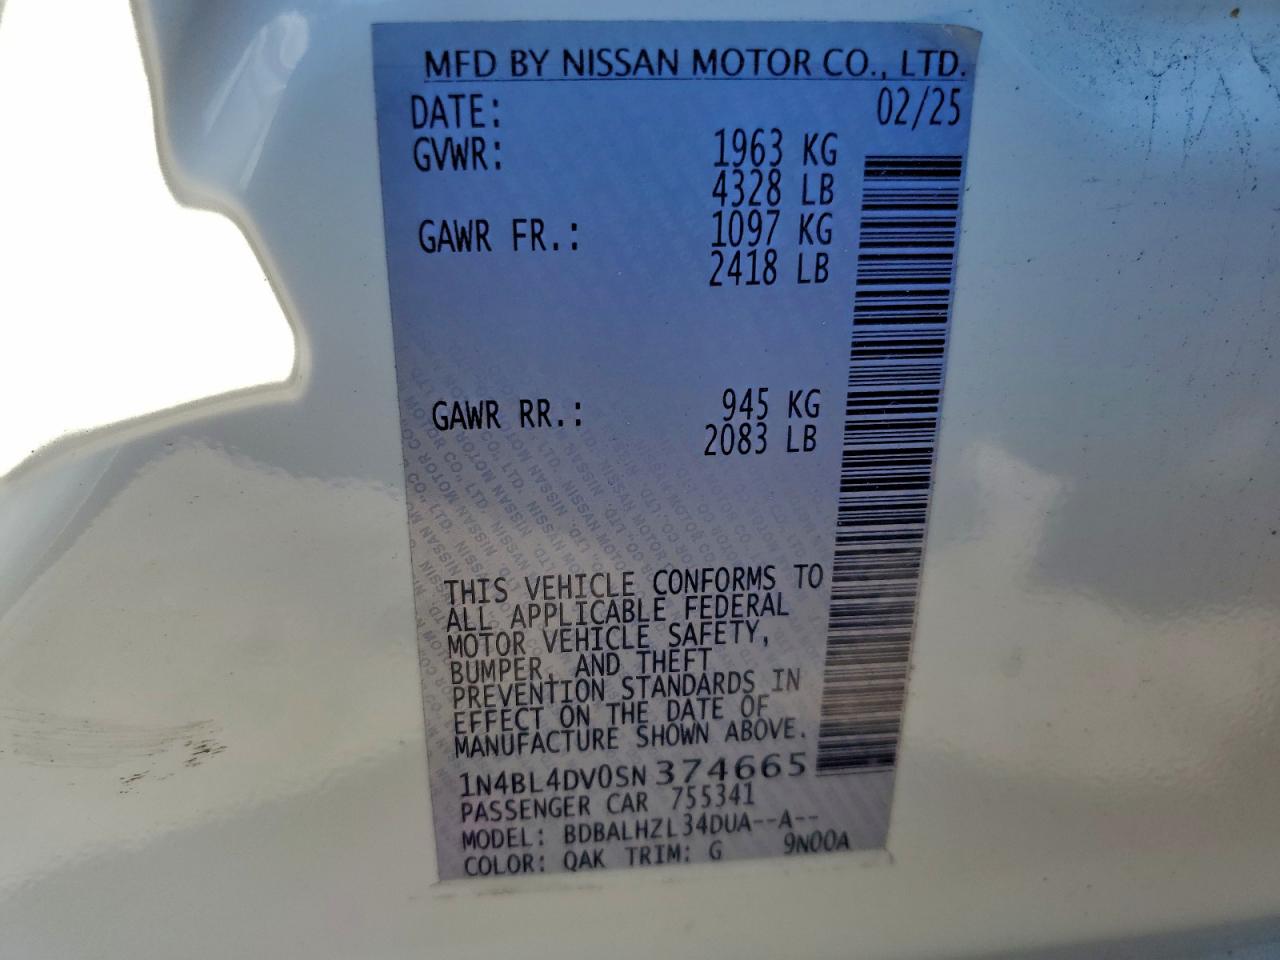 MFD BY NISSAN MOTOR CO., LTD.
DATE: 02/25
GVWR: 1963 KG
4328 LB
GAWR FR.: 1097 KG
2418 LB
GAWR RR.: 945 KG
2083 LB
THIS VEHICLE CONFORMS TO
ALL APPLICABLE FEDERAL
MOTOR VEHICLE SAFETY,
BUMPER, AND THEFT
PREVENTION STANDARDS IN
EFFECT ON THE DATE OF
MANUFACTURE SHOWN ABOVE.
1N4BL4DV0SN374665
PASSENGER CAR 755341
MODEL: BDBALHZL34DUA--A--
COLOR: QAK TRIM: G 9N00A